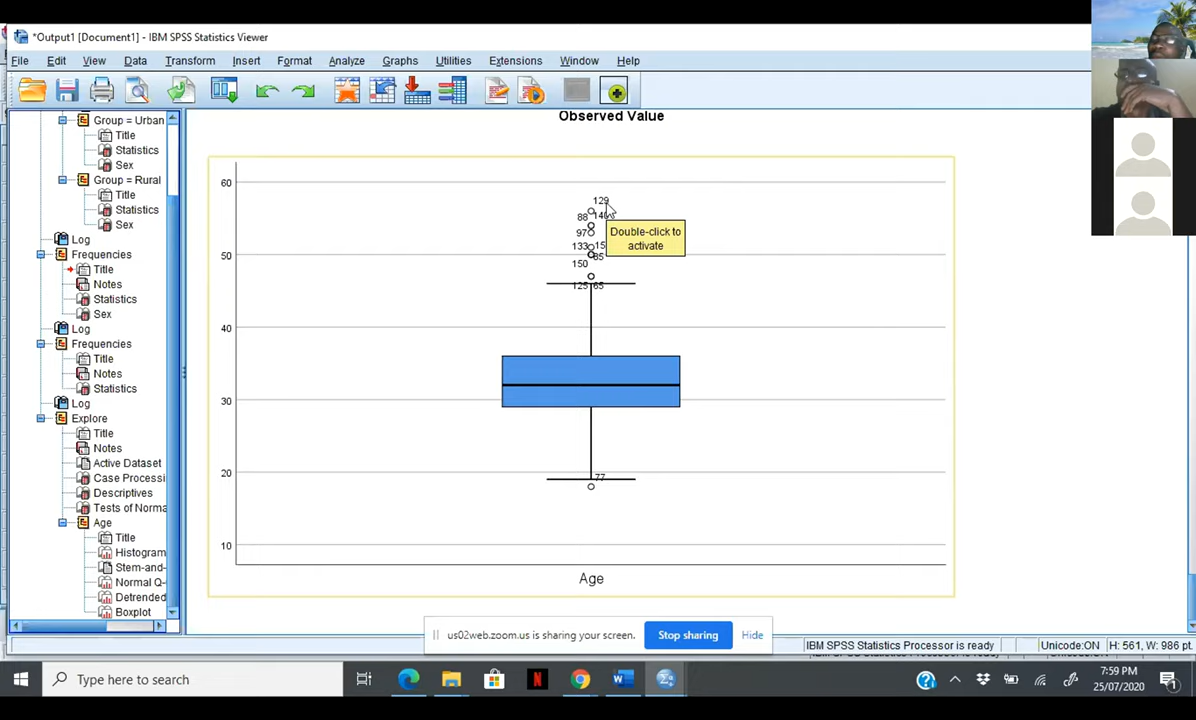 *Output1 [Document1] - IBM SPSS Statistics Viewer
File Edit View Data Transform Insert Format Analyze Graphs Utilities Extensions Window Help
Group = Urban
Title
Statistics
Sex
Group = Rural
Title
Statistics
Sex
Log
Frequencies
Title
Notes
Statistics
Sex
Log
Frequencies
Title
Notes
Statistics
Log
Explore
Title
Notes
Active Dataset
Case Processi
Descriptives
Tests of Norma
Age
Title
Histogram
Stem-and-
Normal Q-
Detrended
Boxplot
Observed Value
60
50
40
30
20
10
129
88
97
133
150
125 65
77
Double-click to
activate
Age
us02web.zoom.us is sharing your screen.
Stop sharing
Hide
IBM SPSS Statistics Processor is ready
Unicode:ON
H: 561, W: 986 pt.
Type here to search
7:59 PM
25/07/2020